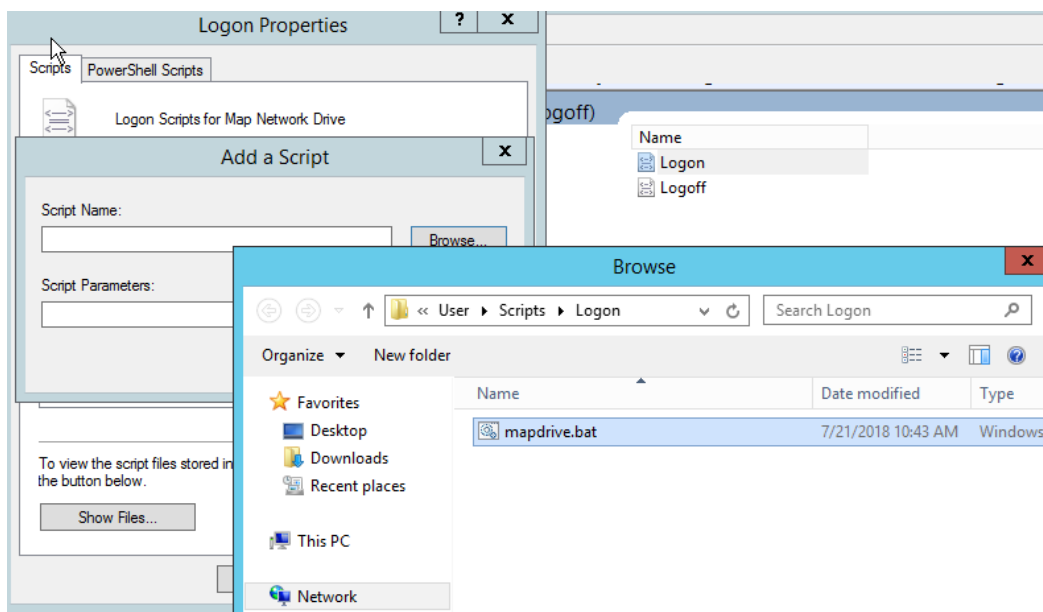 Logon Properties
? x
Scripts PowerShell Scripts
Logon Scripts for Map Network Drive
ogoff)
Name
Logon
Logoff
Add a Script
x
Script Name:
Browse...
Script Parameters:
Browse
x
« User Scripts Logon
Search Logon
Organize New folder
Favorites
Desktop
Downloads
Recent places
This PC
Network
Name Date modified Type
mapdrive.bat 7/21/2018 10:43 AM Windows
To view the script files stored in
the button below.
Show Files...